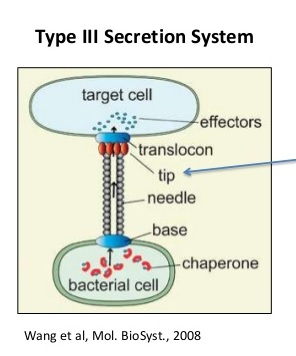 Type III Secretion System
target cell
effectors
translocon
tip
needle
base
chaperone
bacterial cell
Wang et al, Mol. BioSyst., 2008